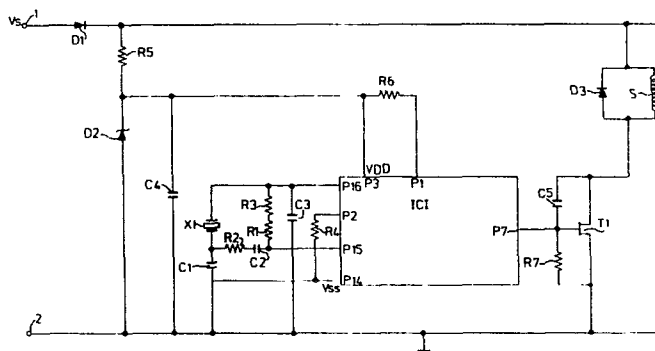 Vs 1
D1
R5
R6
D3
S
D2
C4
VDD
P3
P1
IC1
P16
P2
P15
P14
P7
C5
T1
R7
X1
R3
R1
R2
C2
C1
C3
R4
Vss
2